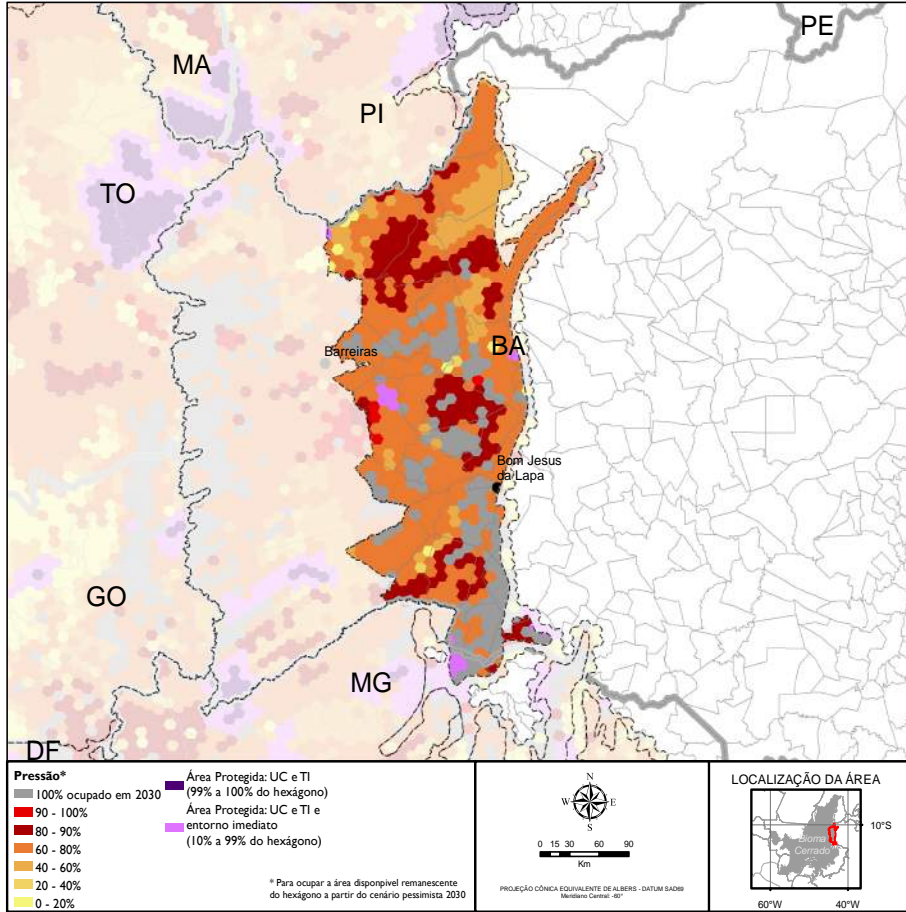 PE
MA
PI
TO
BA
Barreiras
Bom Jesus
da Lapa
GO
MG
DF
Pressão*
100% ocupado em 2030
90 - 100%
80 - 90%
60 - 80%
40 - 60%
20 - 40%
0 - 20%
Área Protegida: UC e TI
(99% a 100% do hexágono)
Área Protegida: UC e TI e
entorno imediato
(10% a 99% do hexágono)
* Para ocupar a área disponpivel remanescente
do hexágono a partir do cenário pessimista 2030
N
W E
S
0 15 30 60 90
Km
PROJEÇÃO CÔNICA EQUIVALENTE DE ALBERS - DATUM SAD69
Meridiano Central: -60°
LOCALIZAÇÃO DA ÁREA
Bioma
Cerrado
10°S
60°W 40°W